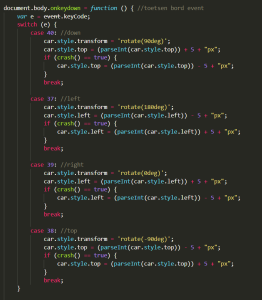 document.body.onkeydown = function () { //toetsen bord event
var e = event.keyCode;
switch (e) {
case 40: //down
car.style.transform = "rotate(90deg)";
car.style.top = (parseInt(car.style.top)) + 5 + "px";
if (crash() == true) {
car.style.top = (parseInt(car.style.top)) - 5 + "px";
}
break;
case 37: //left
car.style.transform = "rotate(180deg)";
car.style.left = (parseInt(car.style.left)) - 5 + "px";
if (crash() == true) {
car.style.left = (parseInt(car.style.left)) + 5 + "px";
}
break;
case 39: //right
car.style.transform = "rotate(0deg)";
car.style.left = (parseInt(car.style.left)) + 5 + "px";
if (crash() == true) {
car.style.left = (parseInt(car.style.left)) - 5 + "px";
}
break;
case 38: //top
car.style.transform = "rotate(-90deg)";
car.style.top = (parseInt(car.style.top)) - 5 + "px";
if (crash() == true) {
car.style.top = (parseInt(car.style.top)) + 5 + "px";
}
break;
}